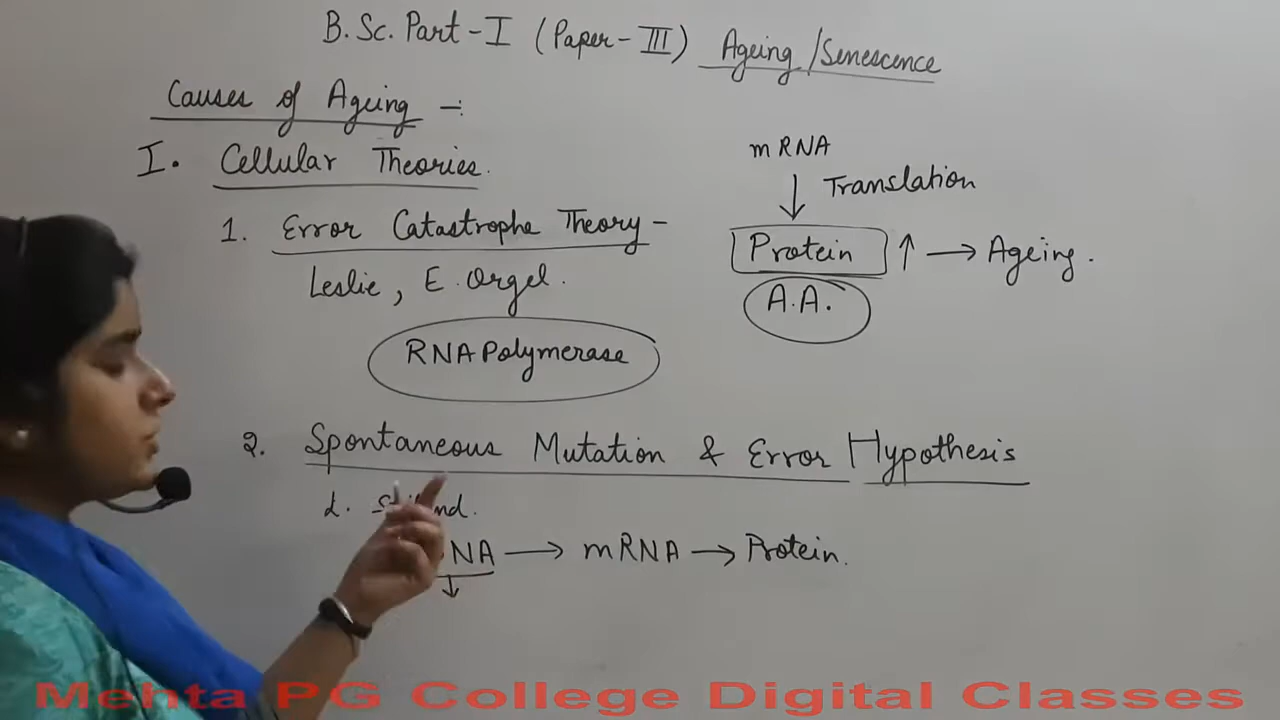 B.Sc. Part-I (Paper-III) Ageing/Senescence
Causes of Ageing -:
I. Cellular Theories.
1. Error Catastrophe Theory-
Leslie, E. Orgel.
RNA Polymerase
mRNA
Translation
Protein ↑ → Ageing.
A.A.
2. Spontaneous Mutation & Error Hypothesis
L.
NA → mRNA → Protein.
↓
Mehta PG College Digital Classes